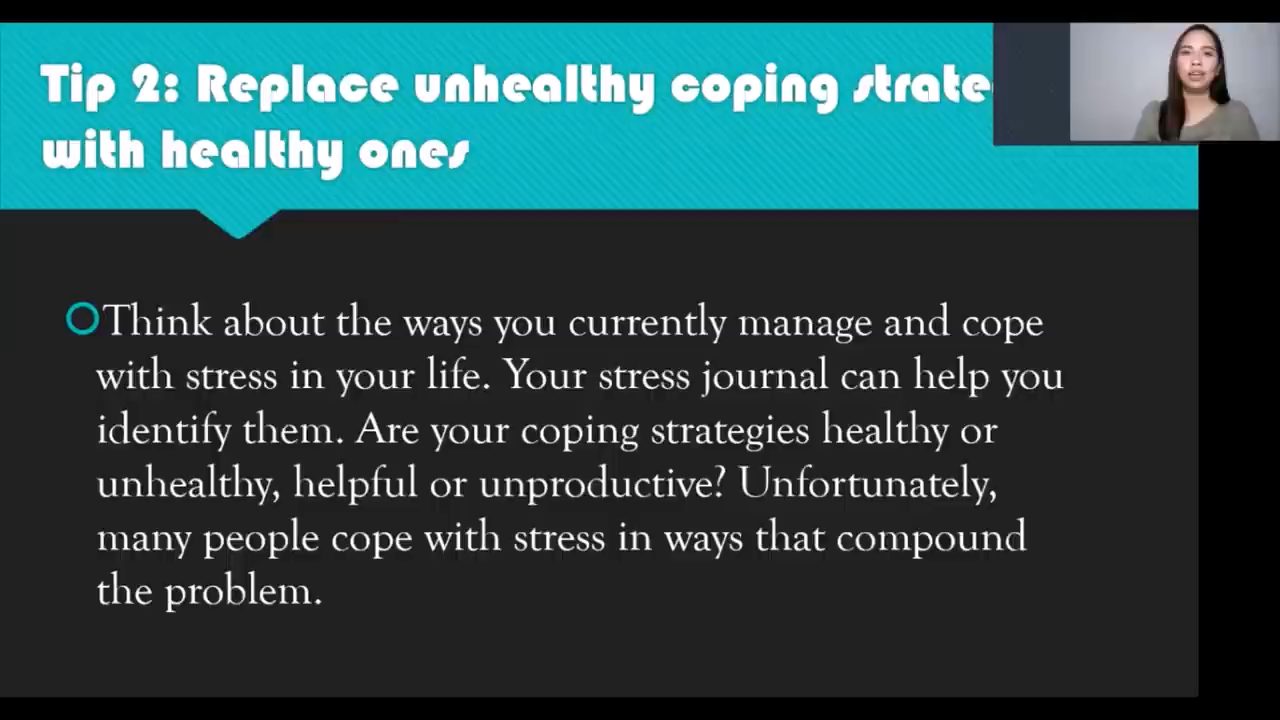 Tip 2: Replace unhealthy coping strate
with healthy ones
Think about the ways you currently manage and cope
with stress in your life. Your stress journal can help you
identify them. Are your coping strategies healthy or
unhealthy, helpful or unproductive? Unfortunately,
many people cope with stress in ways that compound
the problem.